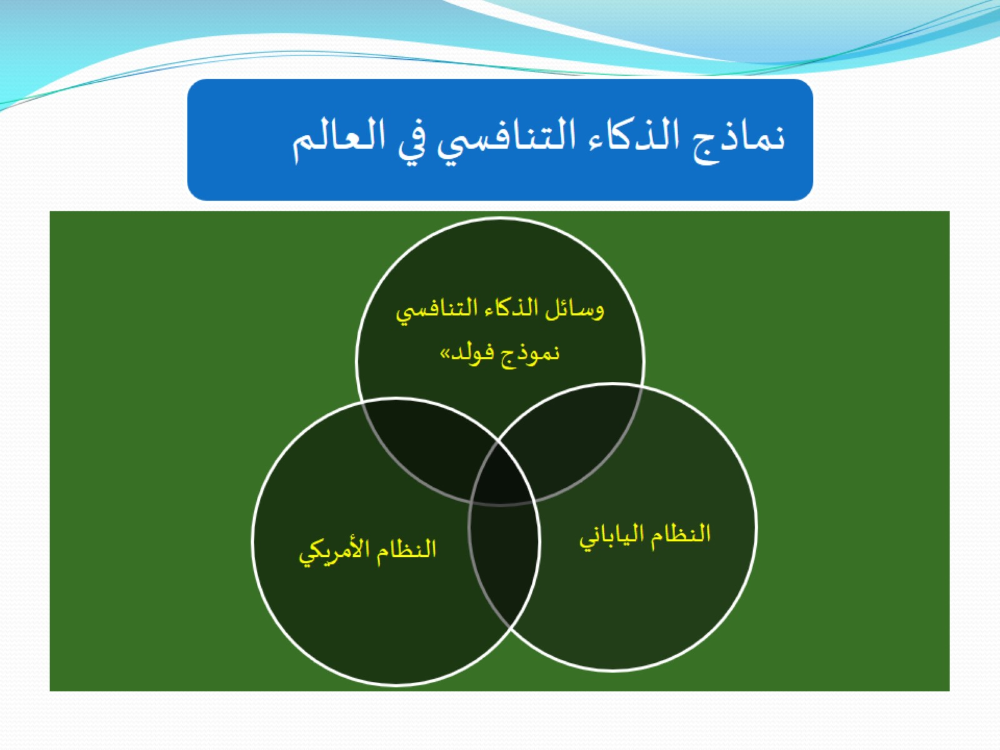 نماذج الذكاء التنافسي في العالم
وسائل الذكاء التنافسي
نموذج فولد»
النظام الياباني
النظام الأمريكي